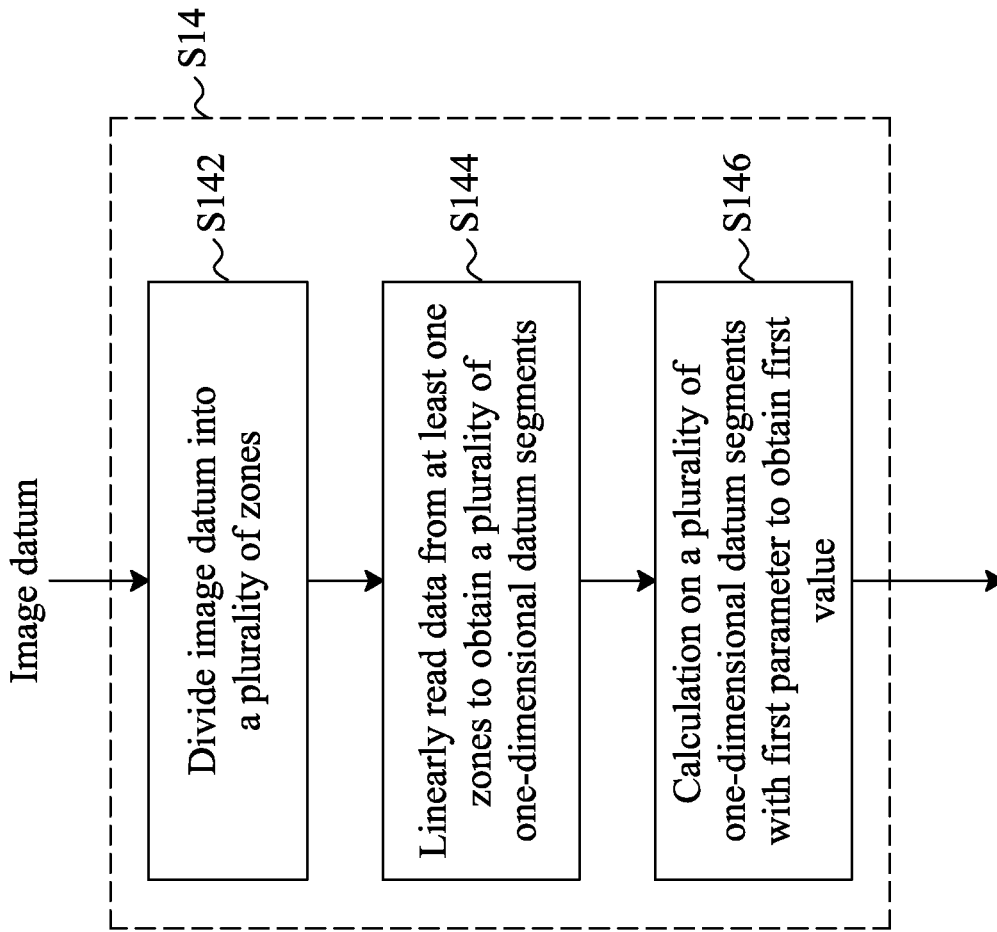 Image datum
S14
S142
Divide image datum into
a plurality of zones
S144
Linearly read data from at least one
zones to obtain a plurality of
one-dimensional datum segments
S146
Calculation on a plurality of
one-dimensional datum segments
with first parameter to obtain first
value